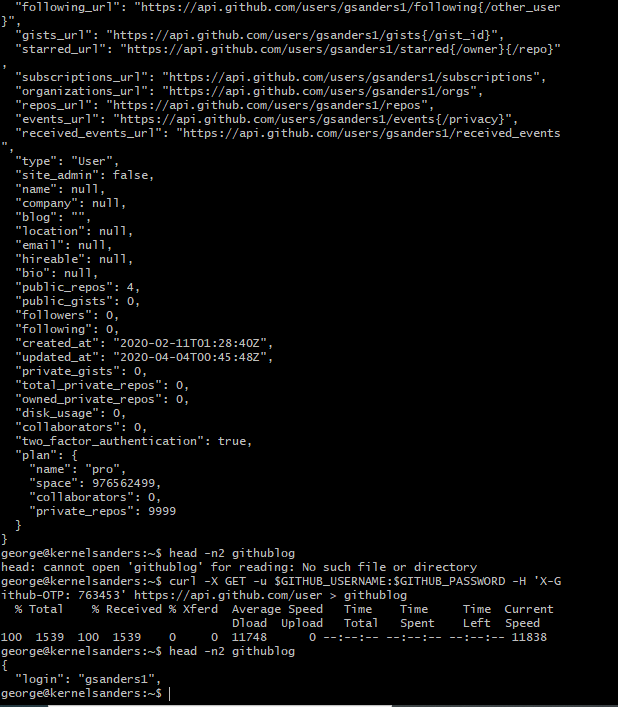 "following_url": "https://api.github.com/users/gsanders1/following{/other_user
}",
"gists_url": "https://api.github.com/users/gsanders1/gists{/gist_id}",
"starred_url": "https://api.github.com/users/gsanders1/starred{/owner}{/repo}"
,
"subscriptions_url": "https://api.github.com/users/gsanders1/subscriptions",
"organizations_url": "https://api.github.com/users/gsanders1/orgs",
"repos_url": "https://api.github.com/users/gsanders1/repos",
"events_url": "https://api.github.com/users/gsanders1/events{/privacy}",
"received_events_url": "https://api.github.com/users/gsanders1/received_events
",
"type": "User",
"site_admin": false,
"name": null,
"company": null,
"blog": "",
"location": null,
"email": null,
"hireable": null,
"bio": null,
"public_repos": 4,
"public_gists": 0,
"followers": 0,
"following": 0,
"created_at": "2020-02-11T01:28:40Z",
"updated_at": "2020-04-04T00:45:48Z",
"private_gists": 0,
"total_private_repos": 0,
"owned_private_repos": 0,
"disk_usage": 0,
"collaborators": 0,
"two_factor_authentication": true,
"plan": {
"name": "pro",
"space": 976562499,
"collaborators": 0,
"private_repos": 9999
}
}
george@kernelsanders:~$ head -n2 githublog
head: cannot open 'githublog' for reading: No such file or directory
george@kernelsanders:~$ curl -X GET -u $GITHUB_USERNAME:$GITHUB_PASSWORD -H 'X-G
ithub-OTP: 763453' https://api.github.com/user > githublog
% Total % Received % Xferd Average Speed Time Time Time Current
Dload Upload Total Spent Left Speed
100 1539 100 1539 0 0 11748 0 --:--:-- --:--:-- --:--:-- 11838
george@kernelsanders:~$ head -n2 githublog
{
"login": "gsanders1",
george@kernelsanders:~$